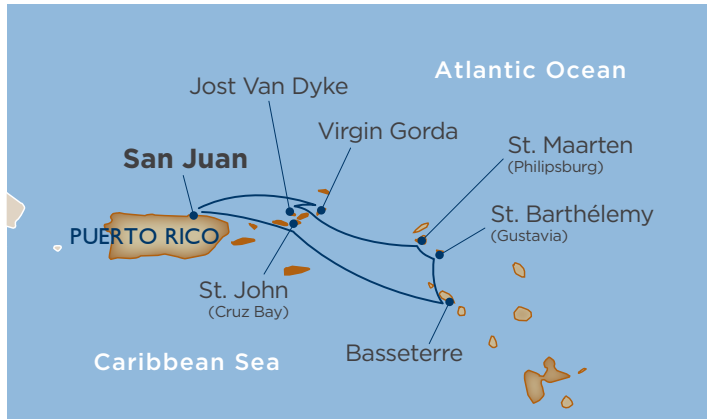 Atlantic Ocean
Jost Van Dyke
Virgin Gorda
St. Maarten
(Philipsburg)
San Juan
St. Barthélemy
(Gustavia)
PUERTO RICO
St. John
(Cruz Bay)
Basseterre
Caribbean Sea